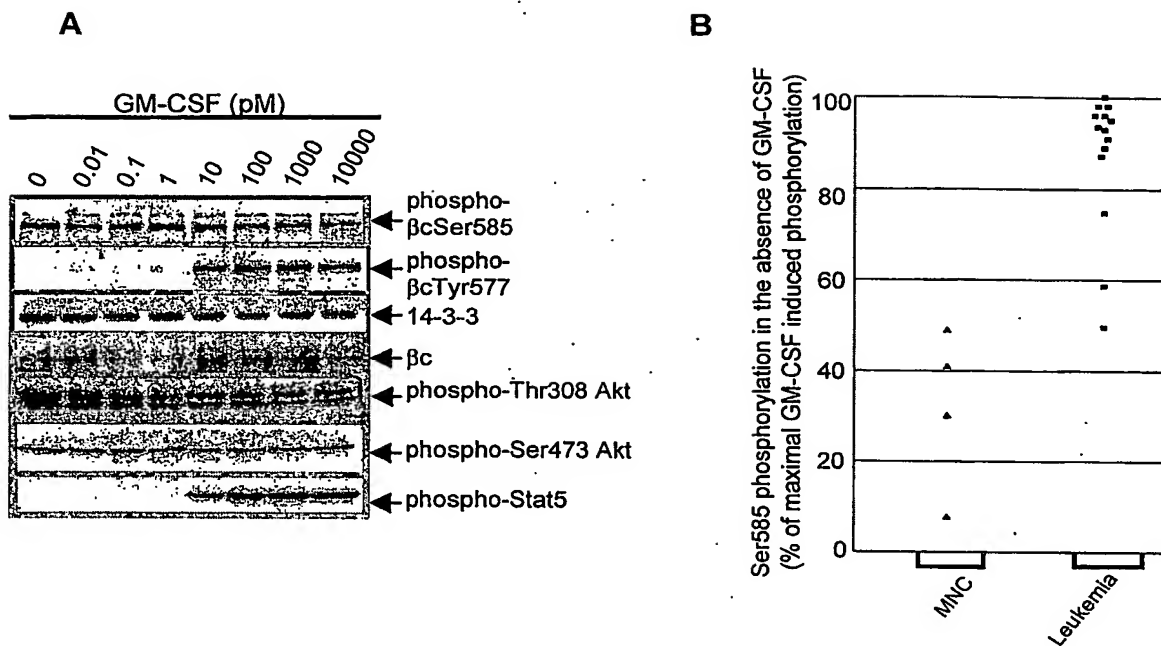 A
GM-CSF (pM)
0 0.01 0.1 1 10 100 1000 10000
phospho-
βcSer585
phospho-
βcTyr577
14-3-3
βc
phospho-Thr308 Akt
phospho-Ser473 Akt
phospho-Stat5
B
Ser585 phosphorylation in the absence of GM-CSF
(% of maximal GM-CSF induced phosphorylation)
100
80
60
40
20
0
MNC
Leukemia